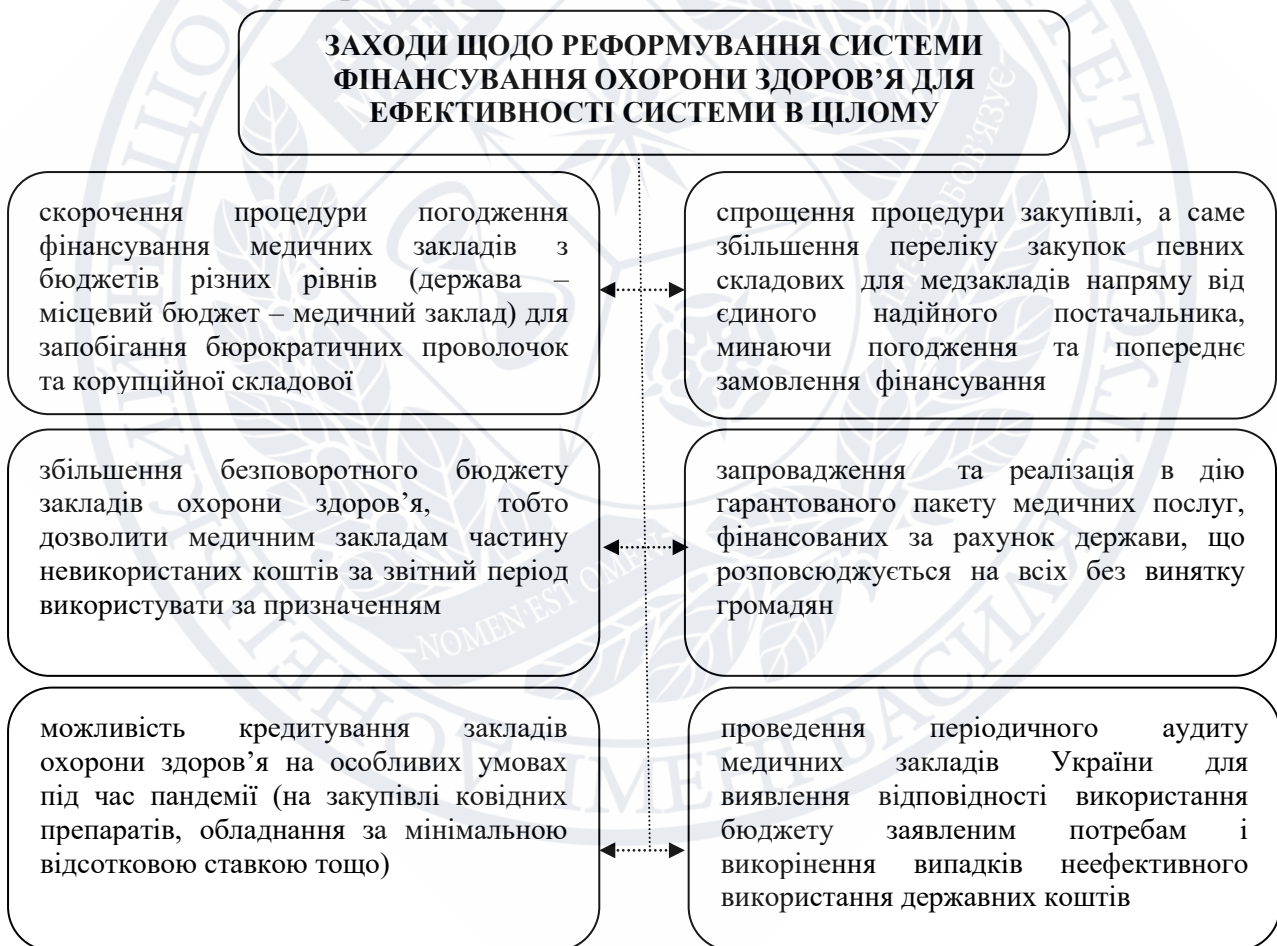 ЗАХОДИ ЩОДО РЕФОРМУВАННЯ СИСТЕМИ
ФІНАНСУВАННЯ ОХОРОНИ ЗДОРОВ’Я ДЛЯ
ЕФЕКТИВНОСТІ СИСТЕМИ В ЦІЛОМУ
скорочення процедури погодження
фінансування медичних закладів з
бюджетів різних рівнів (держава –
місцевий бюджет – медичний заклад) для
запобігання бюрократичних проволочок
та корупційної складової
спрощення процедури закупівлі, а саме
збільшення переліку закупок певних
складових для медзакладів напряму від
єдиного надійного постачальника,
минаючи погодження та попереднє
замовлення фінансування
збільшення безповоротного бюджету
закладів охорони здоров’я, тобто
дозволити медичним закладам частину
невикористаних коштів за звітний період
використувати за призначенням
запровадження та реалізація в дію
гарантованого пакету медичних послуг,
фінансованих за рахунок держави, що
розповсюджується на всіх без винятку
громадян
можливість кредитування закладів
охорони здоров’я на особливих умовах
під час пандемії (на закупівлі ковідних
препаратів, обладнання за мінімальною
відсотковою ставкою тощо)
проведення періодичного аудиту
медичних закладів України для
виявлення відповідності використання
бюджету заявленим потребам і
викорінення випадків неефективного
використання державних коштів
NOMEN EST OMEN
ІМЕНІ ВАСИЛЯ СТУСА